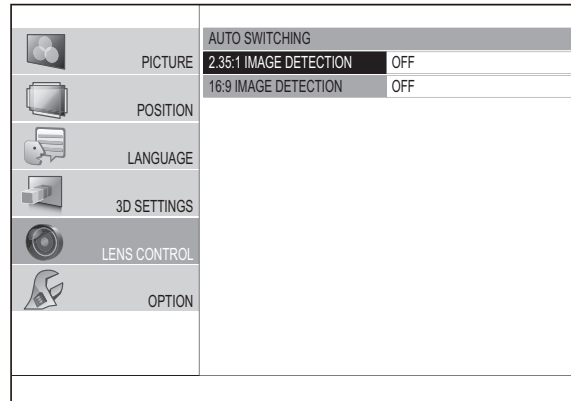 PICTURE
POSITION
LANGUAGE
3D SETTINGS
LENS CONTROL
OPTION
AUTO SWITCHING
2.35:1 IMAGE DETECTION OFF
16:9 IMAGE DETECTION OFF